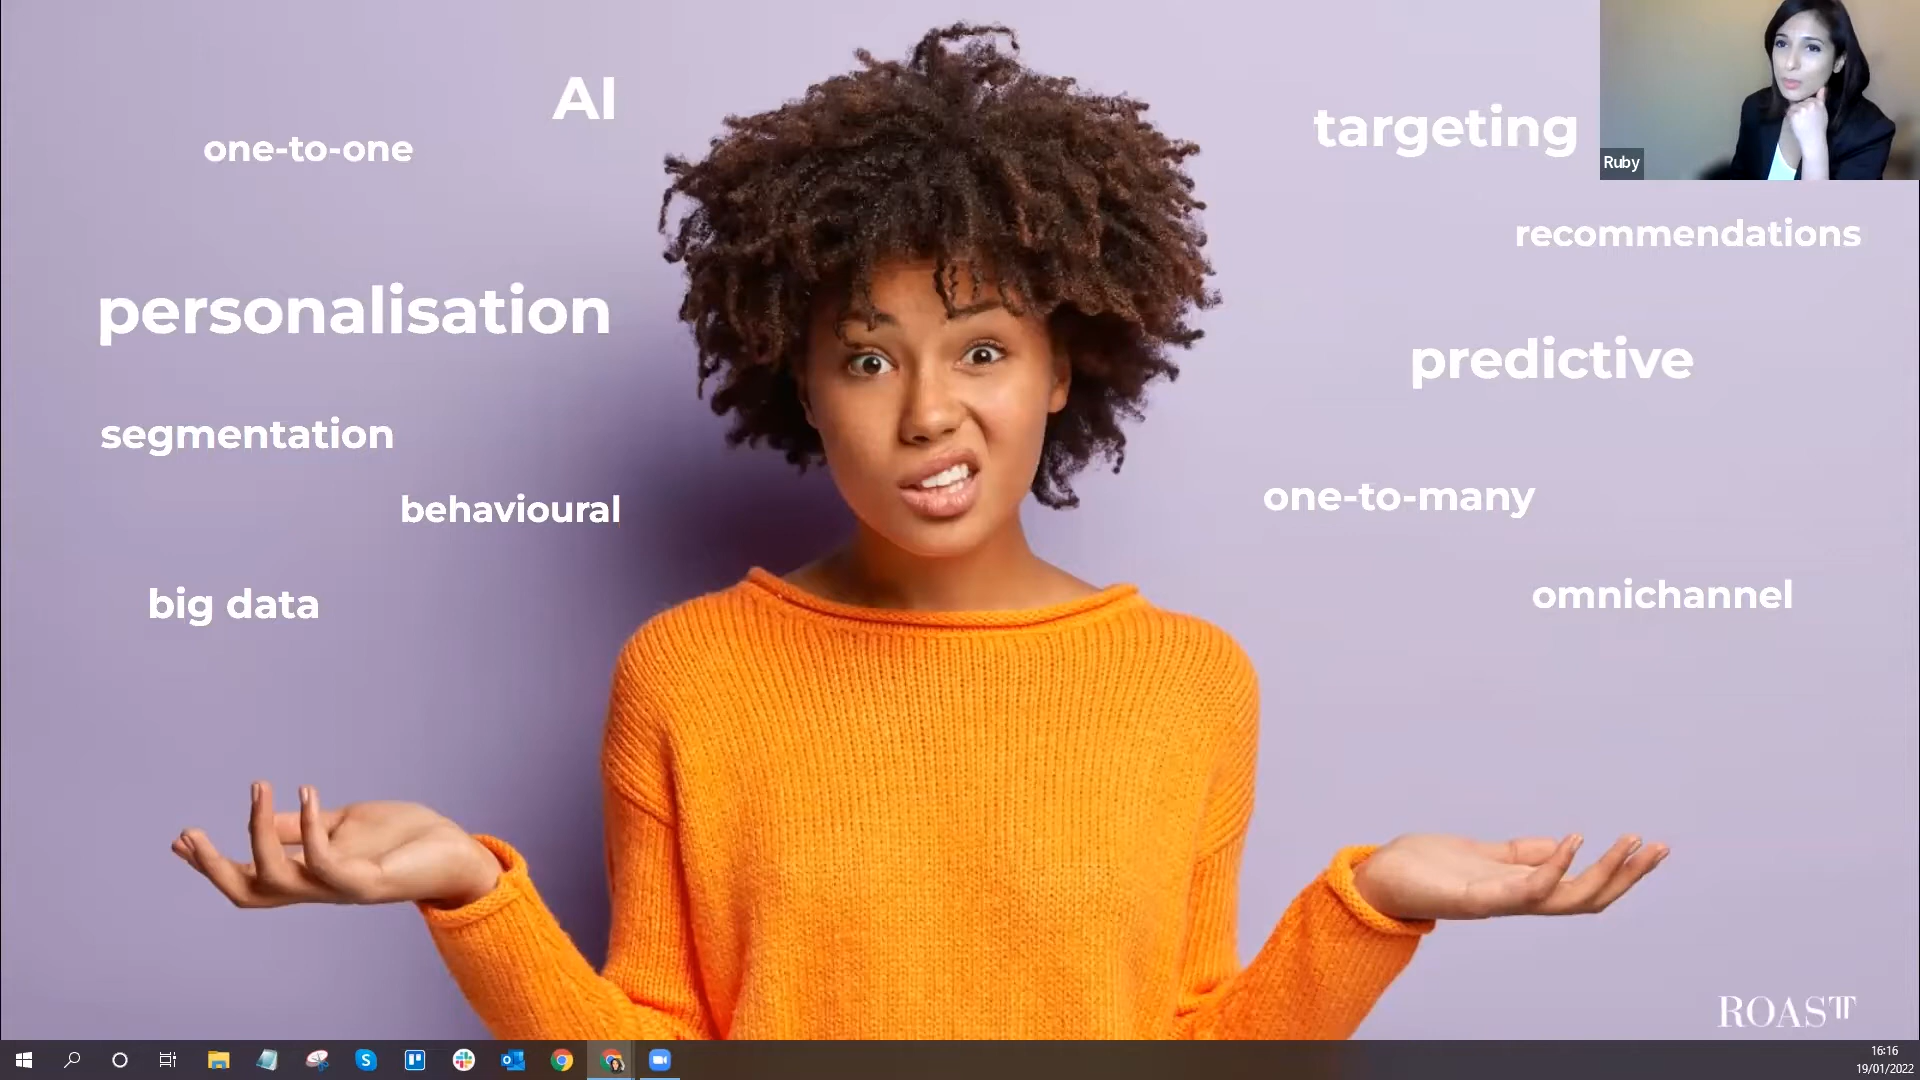 AI
one-to-one
personalisation
segmentation
behavioural
big data
targeting
Ruby
recommendations
predictive
one-to-many
omnichannel
ROAST
16:16
19/01/2022